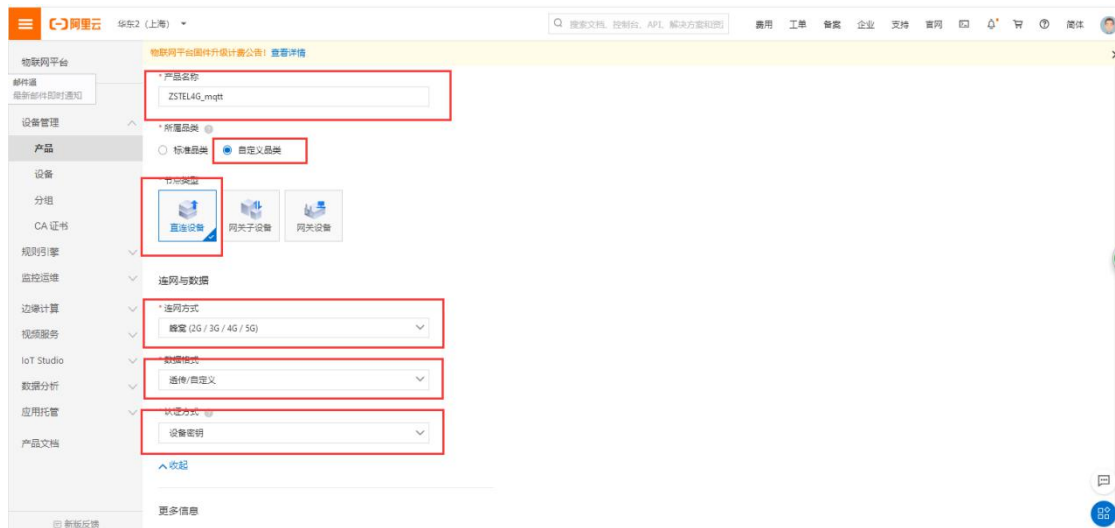 阿里云 华东2（上海） 搜索文档、控制台、API、解决方案和资源 费用 工单 备案 企业 支持 官网 简体
物联网平台固件升级计费公告！查看详情
物联网平台
邮件通
最新邮件即时通知
设备管理
产品
设备
分组
CA 证书
规则引擎
监控运维
边缘计算
视频服务
IoT Studio
数据分析
应用托管
产品文档
新版反馈
* 产品名称
ZSTEL4G_mqtt
* 所属品类
标准品类 自定义品类
* 节点类型
直连设备 网关子设备 网关设备
连网与数据
* 连网方式
蜂窝 (2G / 3G / 4G / 5G)
* 数据格式
透传/自定义
* 认证方式
设备密钥
收起
更多信息